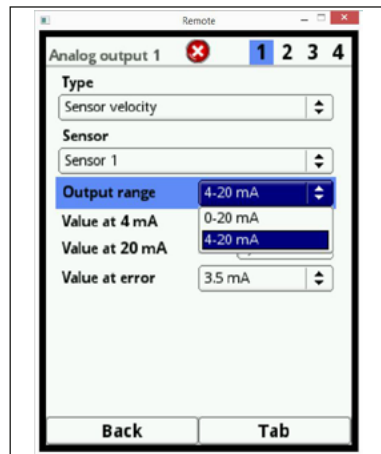 Remote
Analog output 1 1 2 3 4
Type
Sensor velocity
Sensor
Sensor 1
Output range 4-20 mA
0-20 mA
4-20 mA
Value at 4 mA
Value at 20 mA
Value at error 3.5 mA
Back Tab